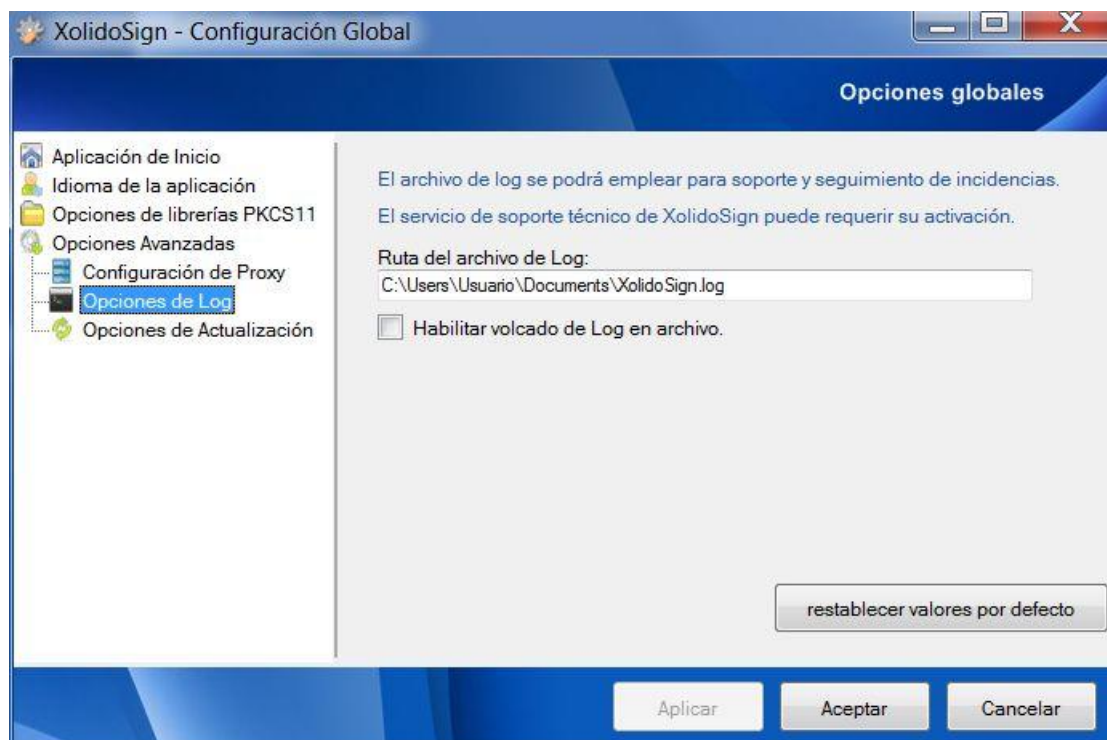 XolidoSign - Configuración Global
Opciones globales
Aplicación de Inicio
Idioma de la aplicación
Opciones de librerías PKCS11
Opciones Avanzadas
Configuración de Proxy
Opciones de Log
Opciones de Actualización
El archivo de log se podrá emplear para soporte y seguimiento de incidencias.
El servicio de soporte técnico de XolidoSign puede requerir su activación.
Ruta del archivo de Log:
C:\Users\Usuario\Documents\XolidoSign.log
Habilitar volcado de Log en archivo.
restablecer valores por defecto
Aplicar Aceptar Cancelar